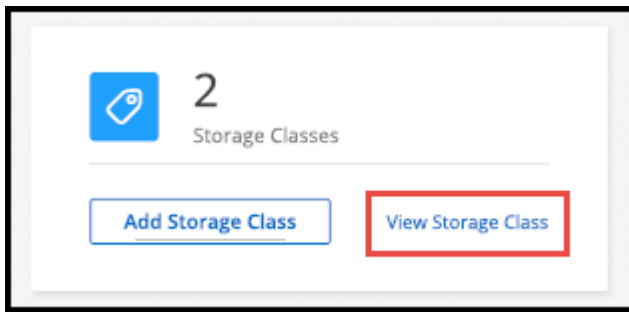 2
Storage Classes
Add Storage Class
View Storage Class